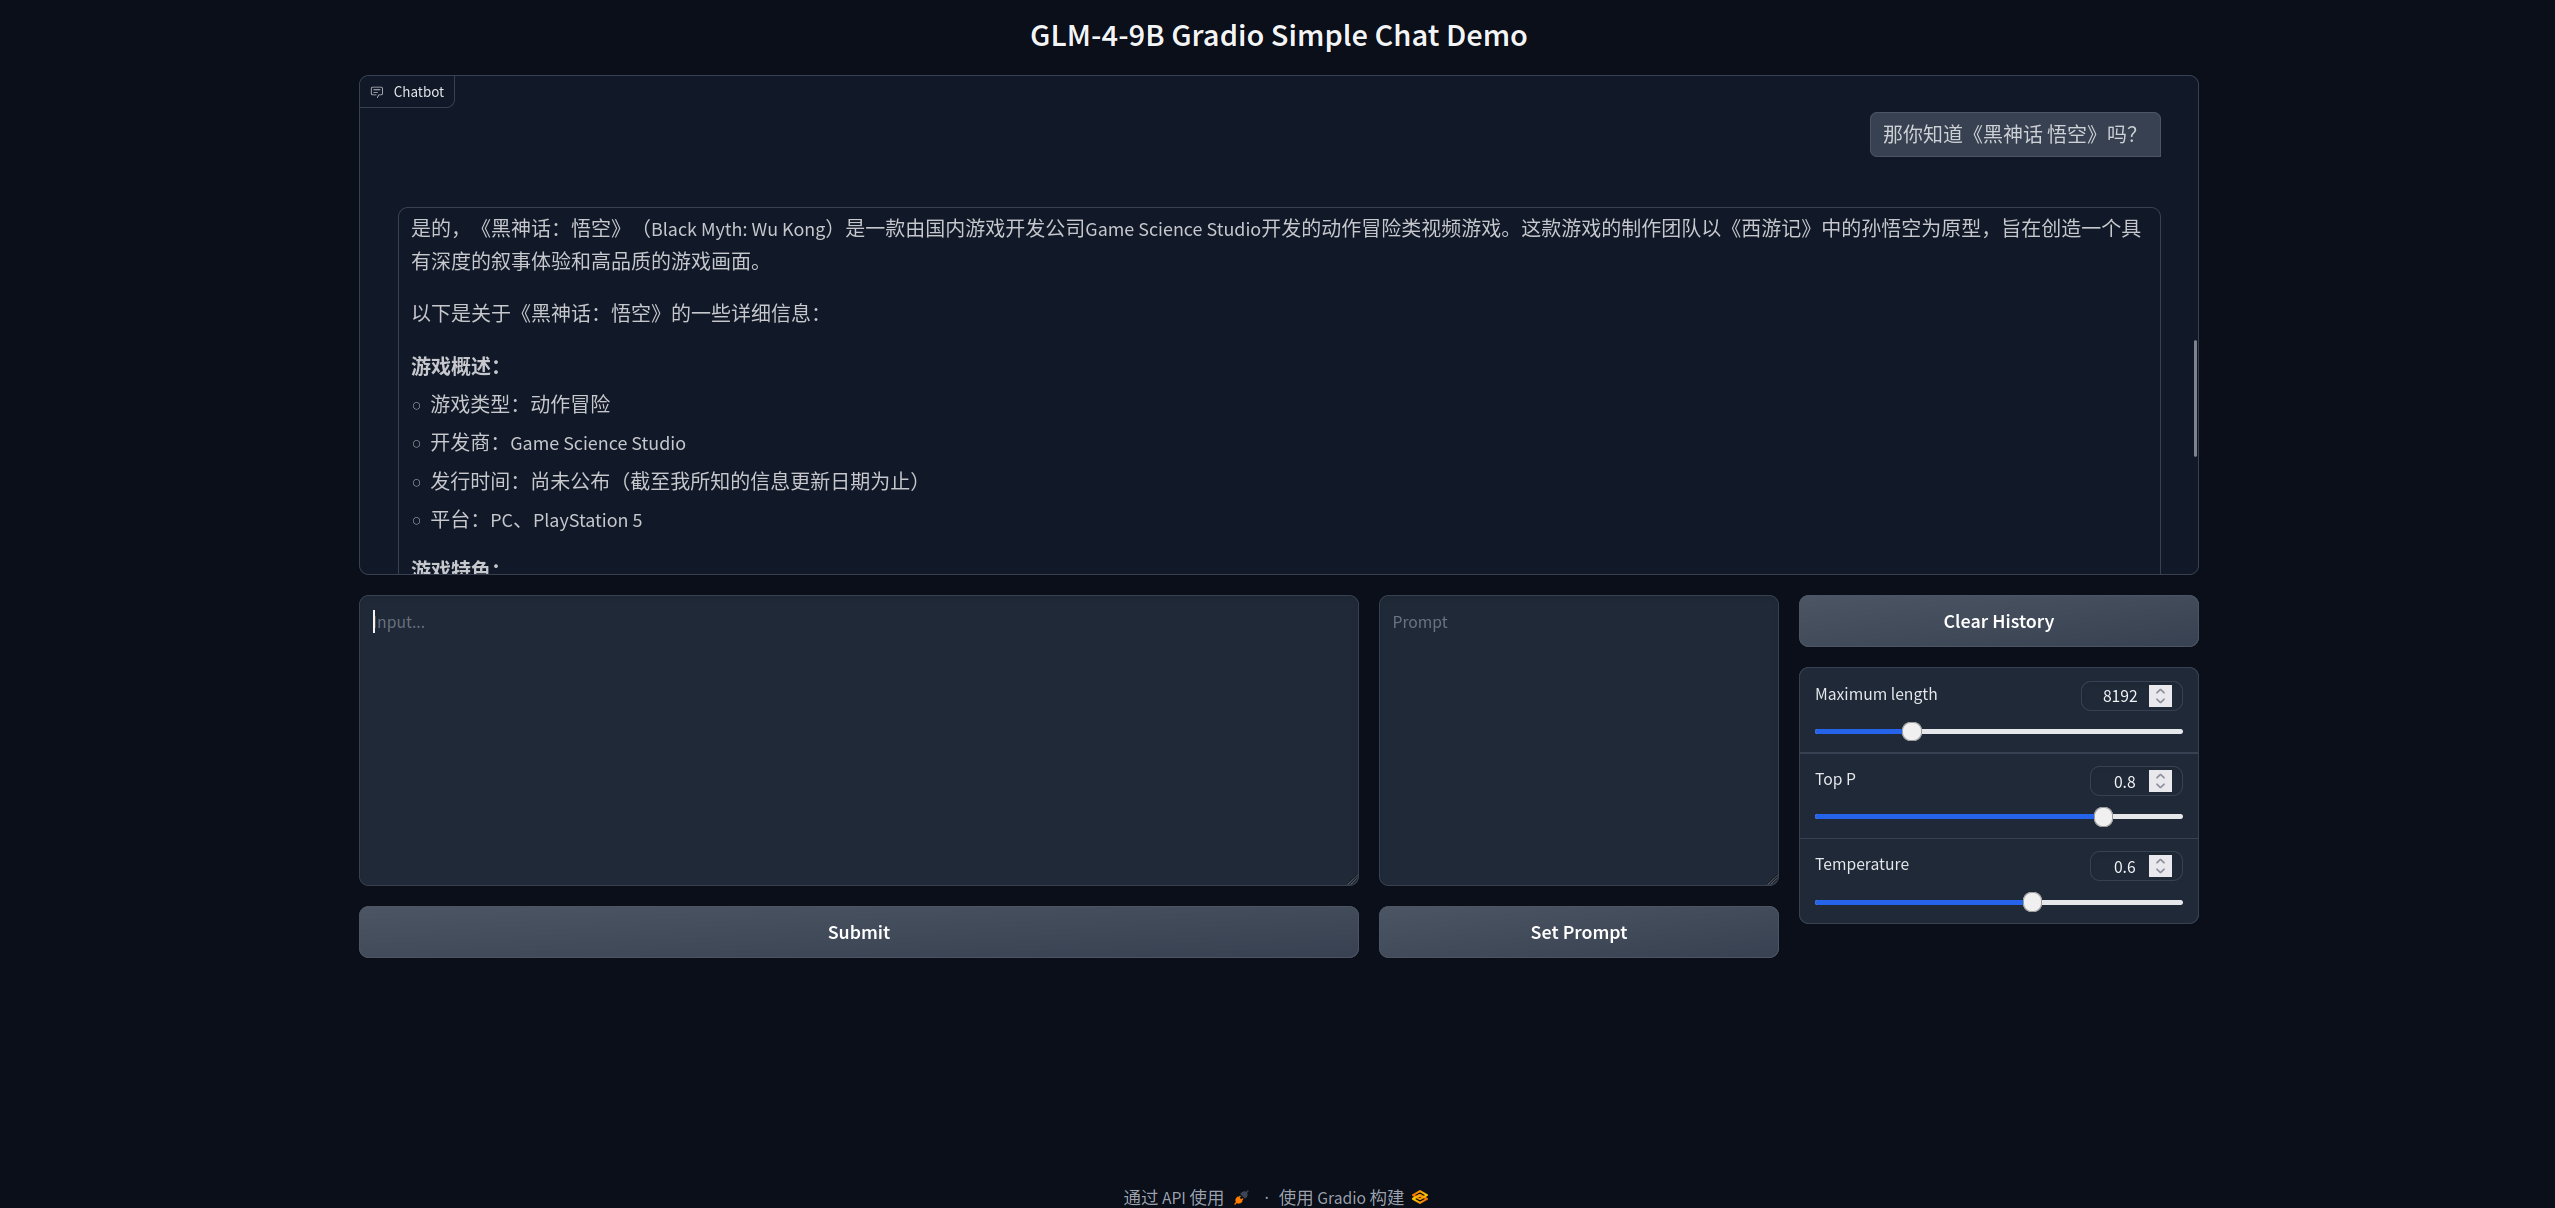 GLM-4-9B Gradio Simple Chat Demo
Chatbot
那你知道《黑神话 悟空》吗？
是的，《黑神话：悟空》（Black Myth: Wu Kong）是一款由国内游戏开发公司Game Science Studio开发的动作冒险类视频游戏。这款游戏的制作团队以《西游记》中的孙悟空为原型，旨在创造一个具
有深度的叙事体验和高品质的游戏画面。
以下是关于《黑神话：悟空》的一些详细信息：
游戏概述：
游戏类型：动作冒险
开发商：Game Science Studio
发行时间：尚未公布（截至我所知的信息更新日期为止）
平台：PC、PlayStation 5
游戏特色：
Input...
Prompt
Clear History
Maximum length
8192
Top P
0.8
Temperature
0.6
Submit
Set Prompt
通过 API 使用 · 使用 Gradio 构建